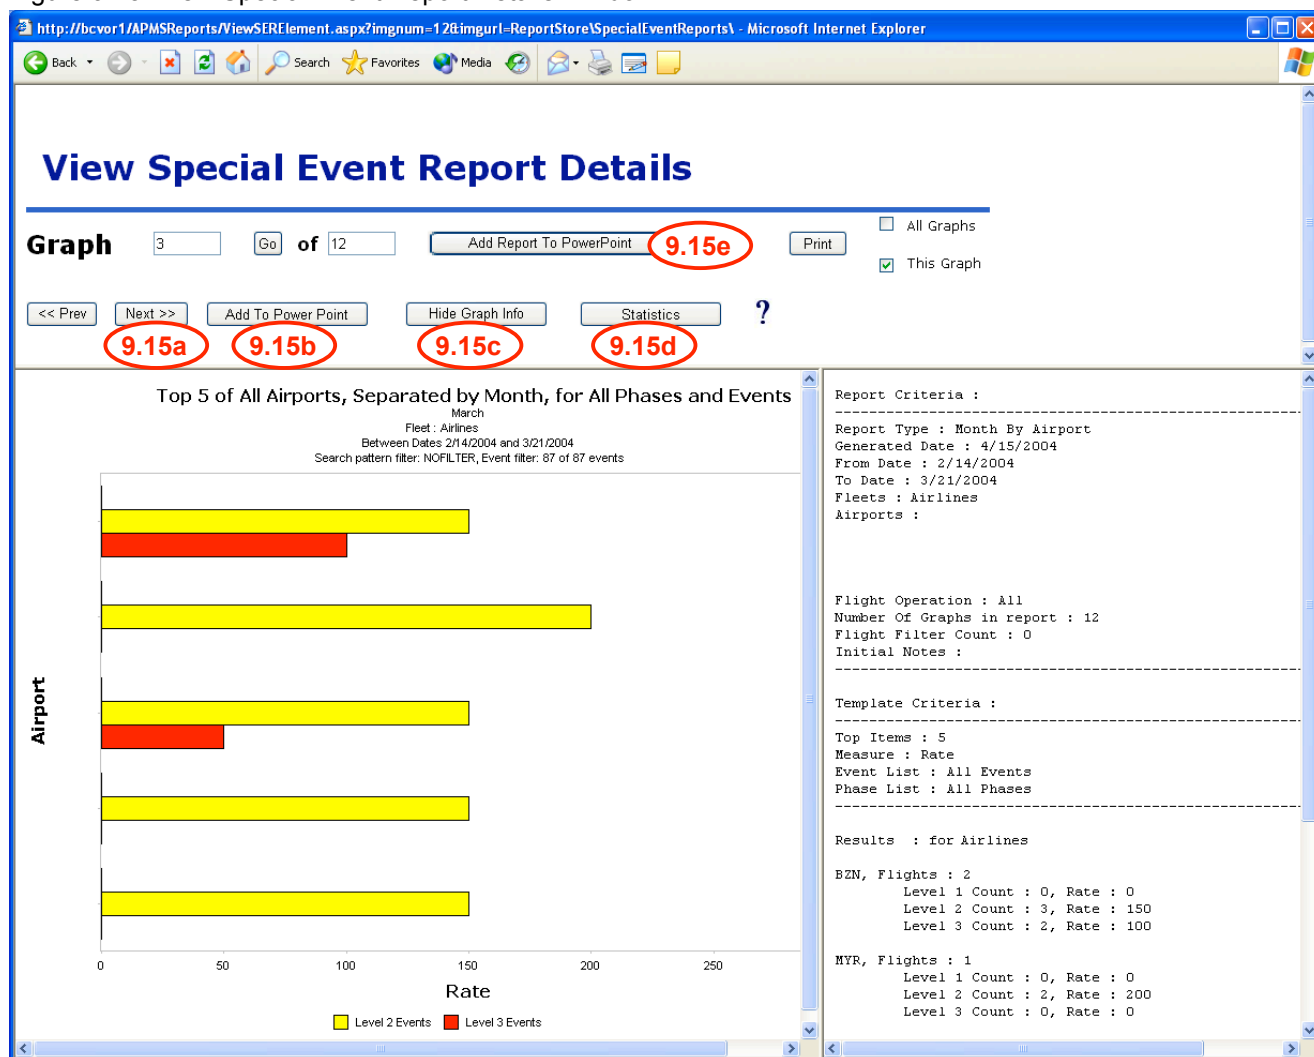 http://bcvor1/APMSReports/ViewSERElement.aspx?imgnum=12&imgurl=ReportStore\SpecialEventReports\ - Microsoft Internet Explorer
Back Search Favorites Media
View Special Event Report Details
Graph 3 Go of 12 Add Report To PowerPoint 9.15e Print All Graphs
This Graph
<< Prev Next >> Add To Power Point Hide Graph Info Statistics ?
9.15a 9.15b 9.15c 9.15d
Top 5 of All Airports, Separated by Month, for All Phases and Events
March
Fleet : Airlines
Between Dates 2/14/2004 and 3/21/2004
Search pattern filter: NOFILTER, Event filter: 87 of 87 events
Airport
0 50 100 150 200 250
Rate
Level 2 Events Level 3 Events
Report Criteria :
Report Type : Month By Airport
Generated Date : 4/15/2004
From Date : 2/14/2004
To Date : 3/21/2004
Fleets : Airlines
Airports :
Flight Operation : All
Number Of Graphs in report : 12
Flight Filter Count : 0
Initial Notes :
Template Criteria :
Top Items : 5
Measure : Rate
Event List : All Events
Phase List : All Phases
Results : for Airlines
BZN, Flights : 2
Level 1 Count : 0, Rate : 0
Level 2 Count : 3, Rate : 150
Level 3 Count : 2, Rate : 100
MYR, Flights : 1
Level 1 Count : 0, Rate : 0
Level 2 Count : 2, Rate : 200
Level 3 Count : 0, Rate : 0